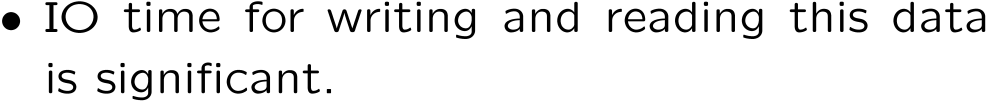 • IO time for writing and reading this data
is significant.